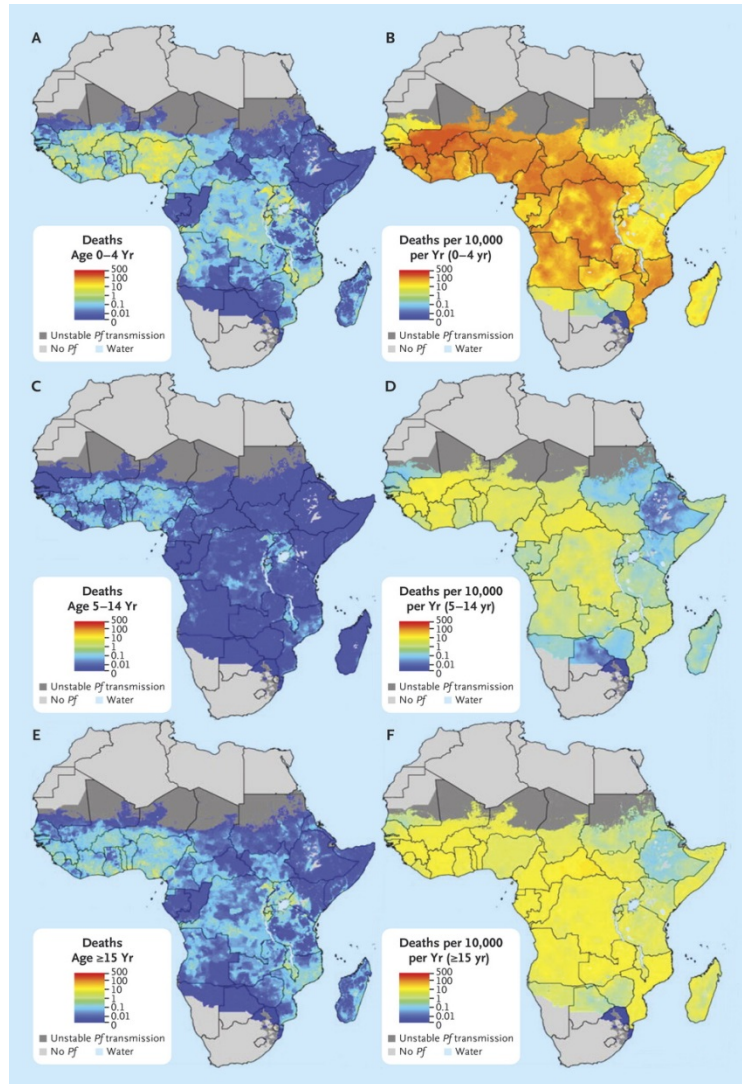 A
B
Deaths
Age 0–4 Yr
500
100
10
1
0.1
0.01
0
Unstable Pf transmission
No Pf
Water
Deaths per 10,000
per Yr (0–4 yr)
500
100
10
1
0.1
0.01
0
Unstable Pf transmission
No Pf
Water
C
D
Deaths
Age 5–14 Yr
500
100
10
1
0.1
0.01
0
Unstable Pf transmission
No Pf
Water
Deaths per 10,000
per Yr (5–14 yr)
500
100
10
1
0.1
0.01
0
Unstable Pf transmission
No Pf
Water
E
F
Deaths
Age ≥15 Yr
500
100
10
1
0.1
0.01
0
Unstable Pf transmission
No Pf
Water
Deaths per 10,000
per Yr (≥15 yr)
500
100
10
1
0.1
0.01
0
Unstable Pf transmission
No Pf
Water